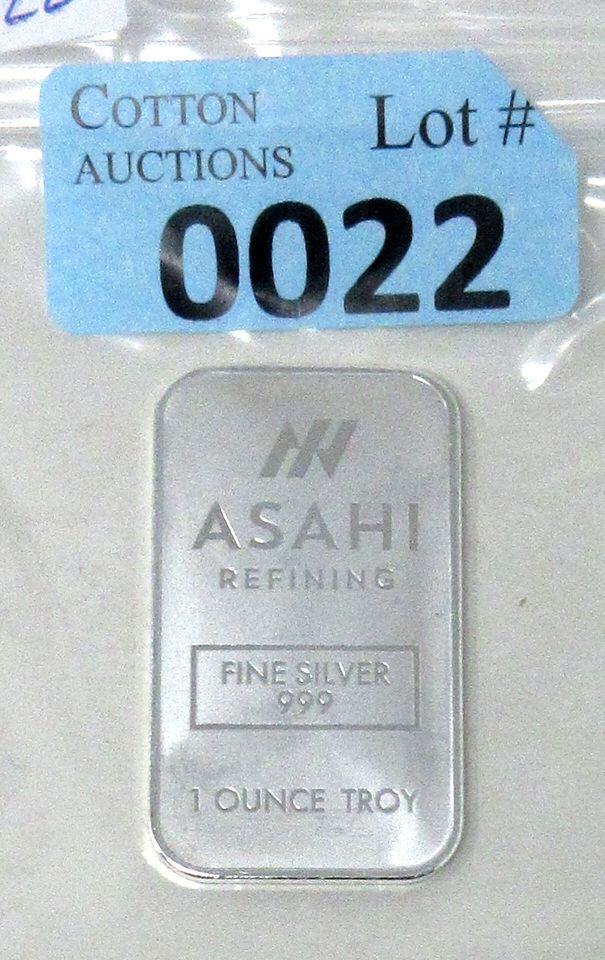 COTTON
AUCTIONS
Lot #
0022
ASAHI
REFINING
FINE SILVER
999
1 OUNCE TROY